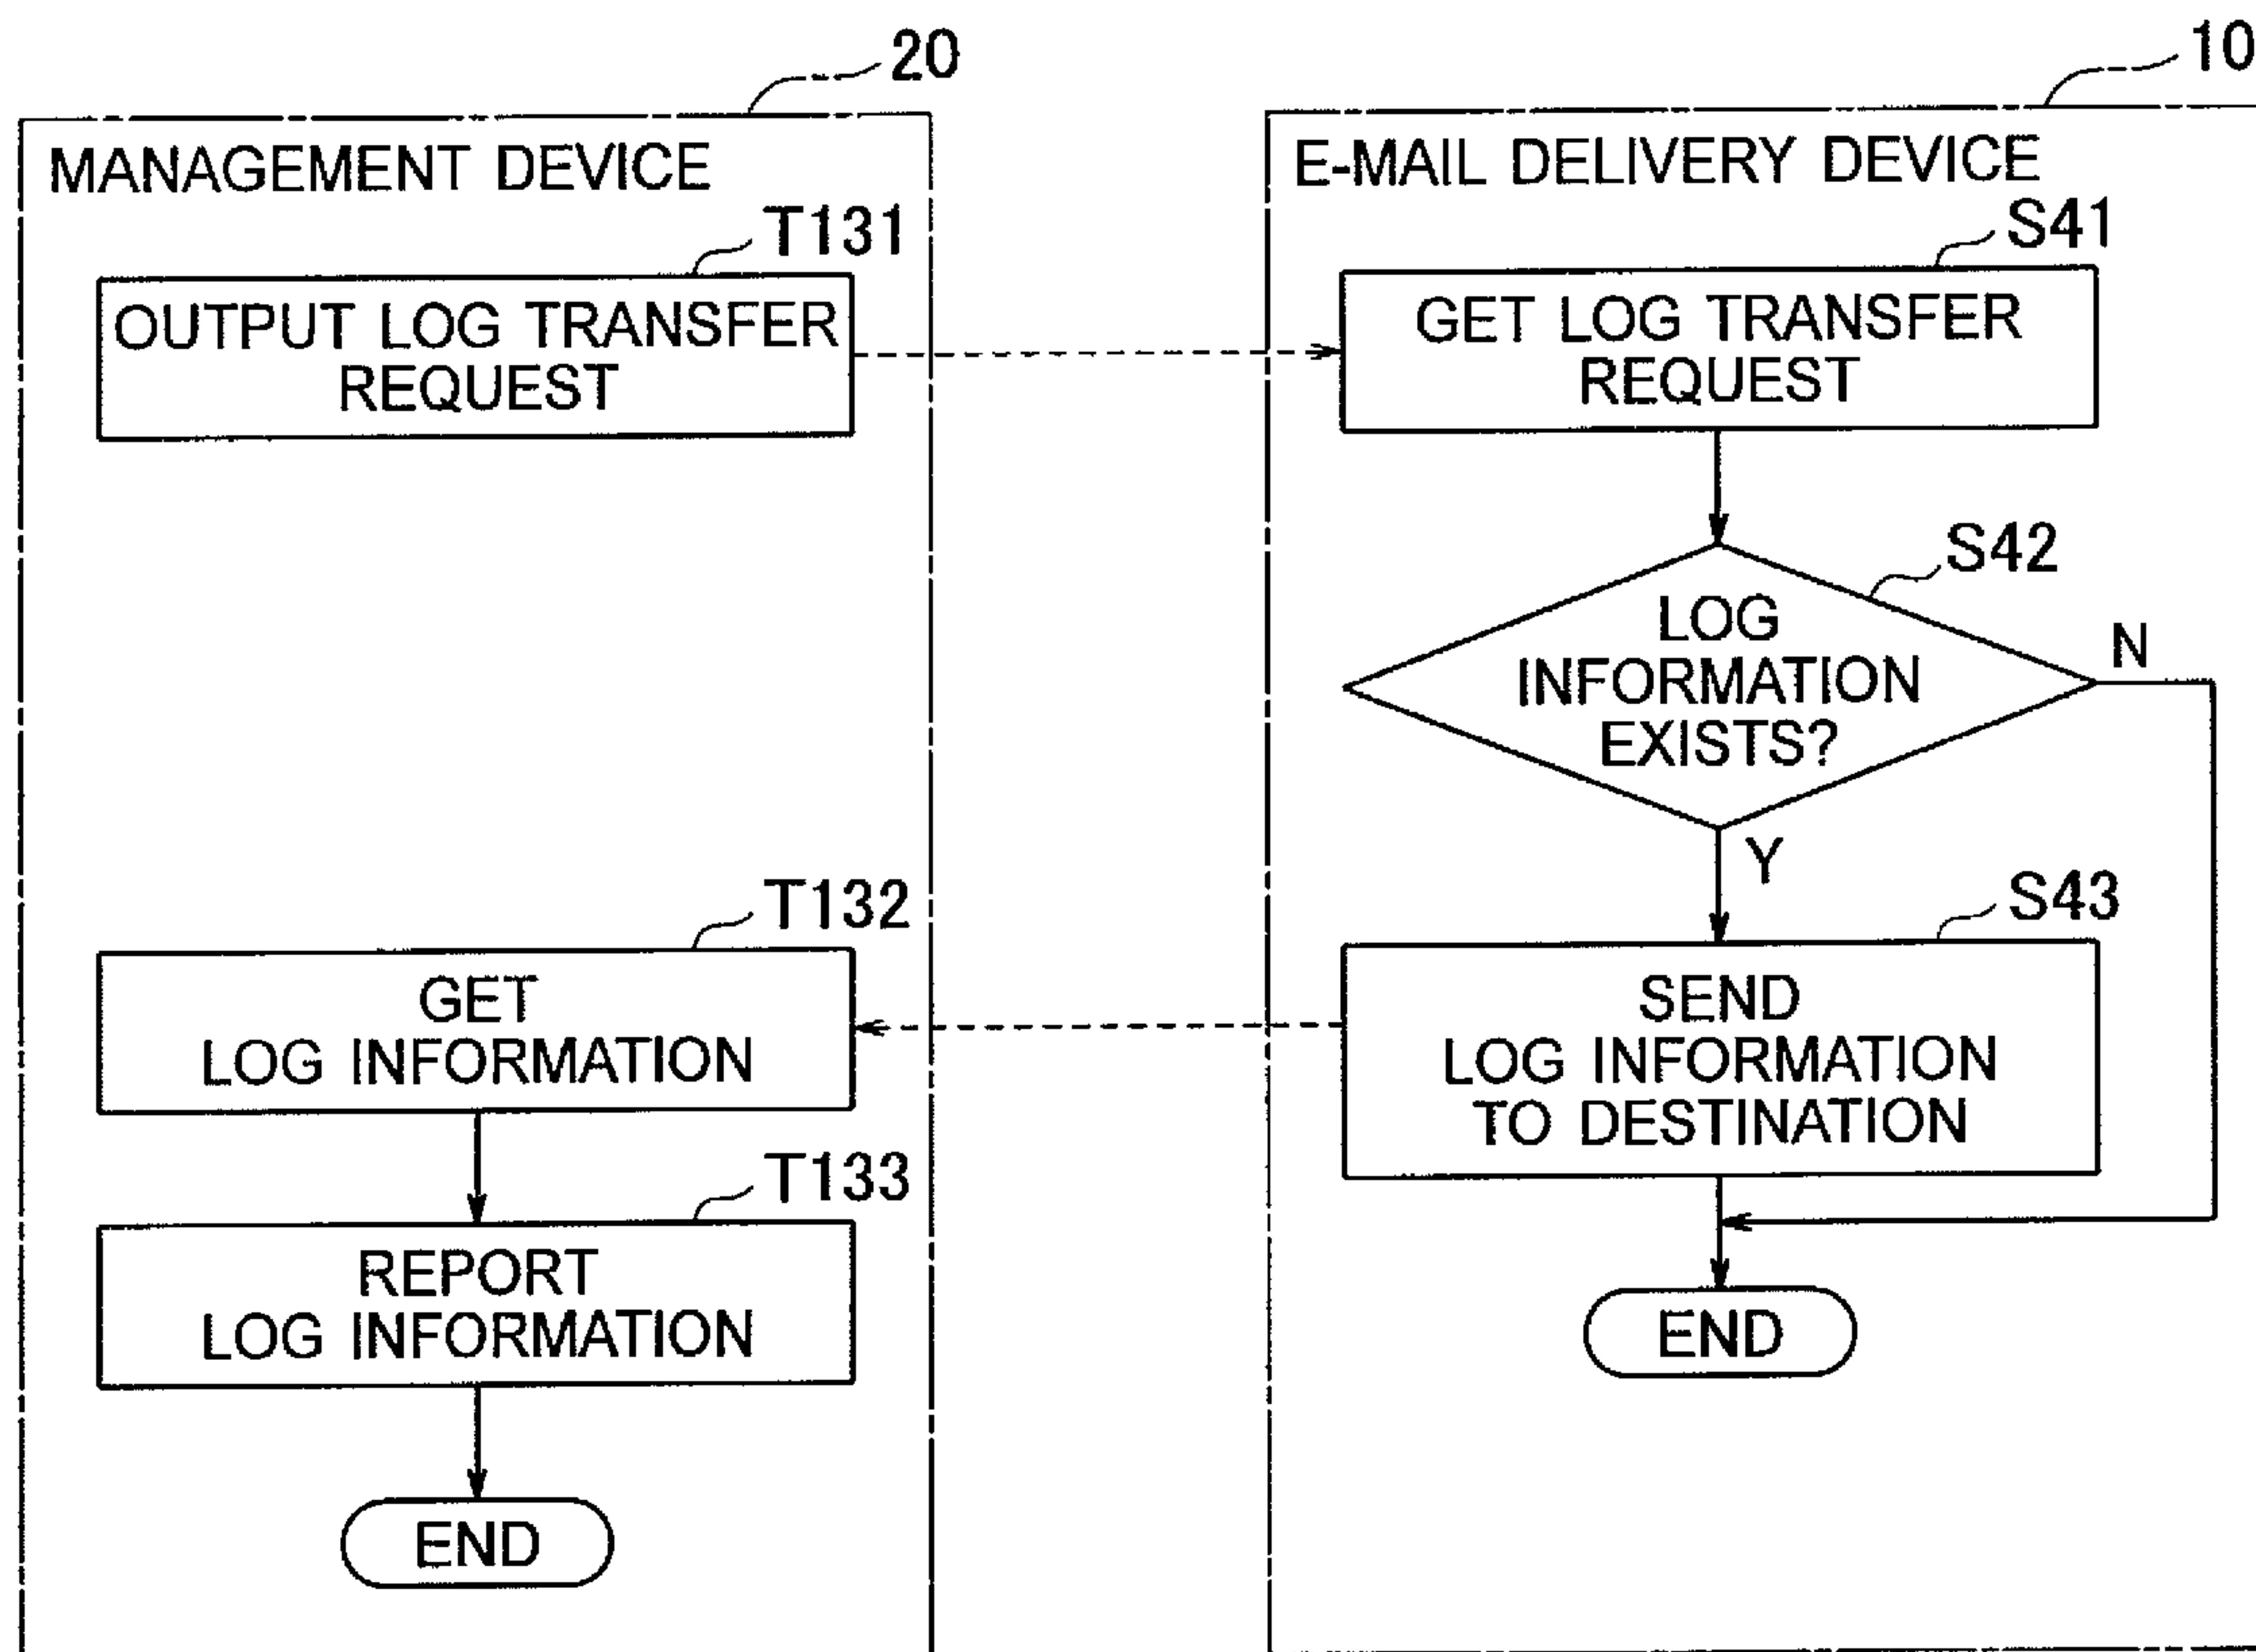 20
MANAGEMENT DEVICE
T131
OUTPUT LOG TRANSFER
REQUEST
T132
GET
LOG INFORMATION
T133
REPORT
LOG INFORMATION
END
10
E-MAIL DELIVERY DEVICE
S41
GET LOG TRANSFER
REQUEST
S42
LOG
INFORMATION
EXISTS?
N
Y
S43
SEND
LOG INFORMATION
TO DESTINATION
END